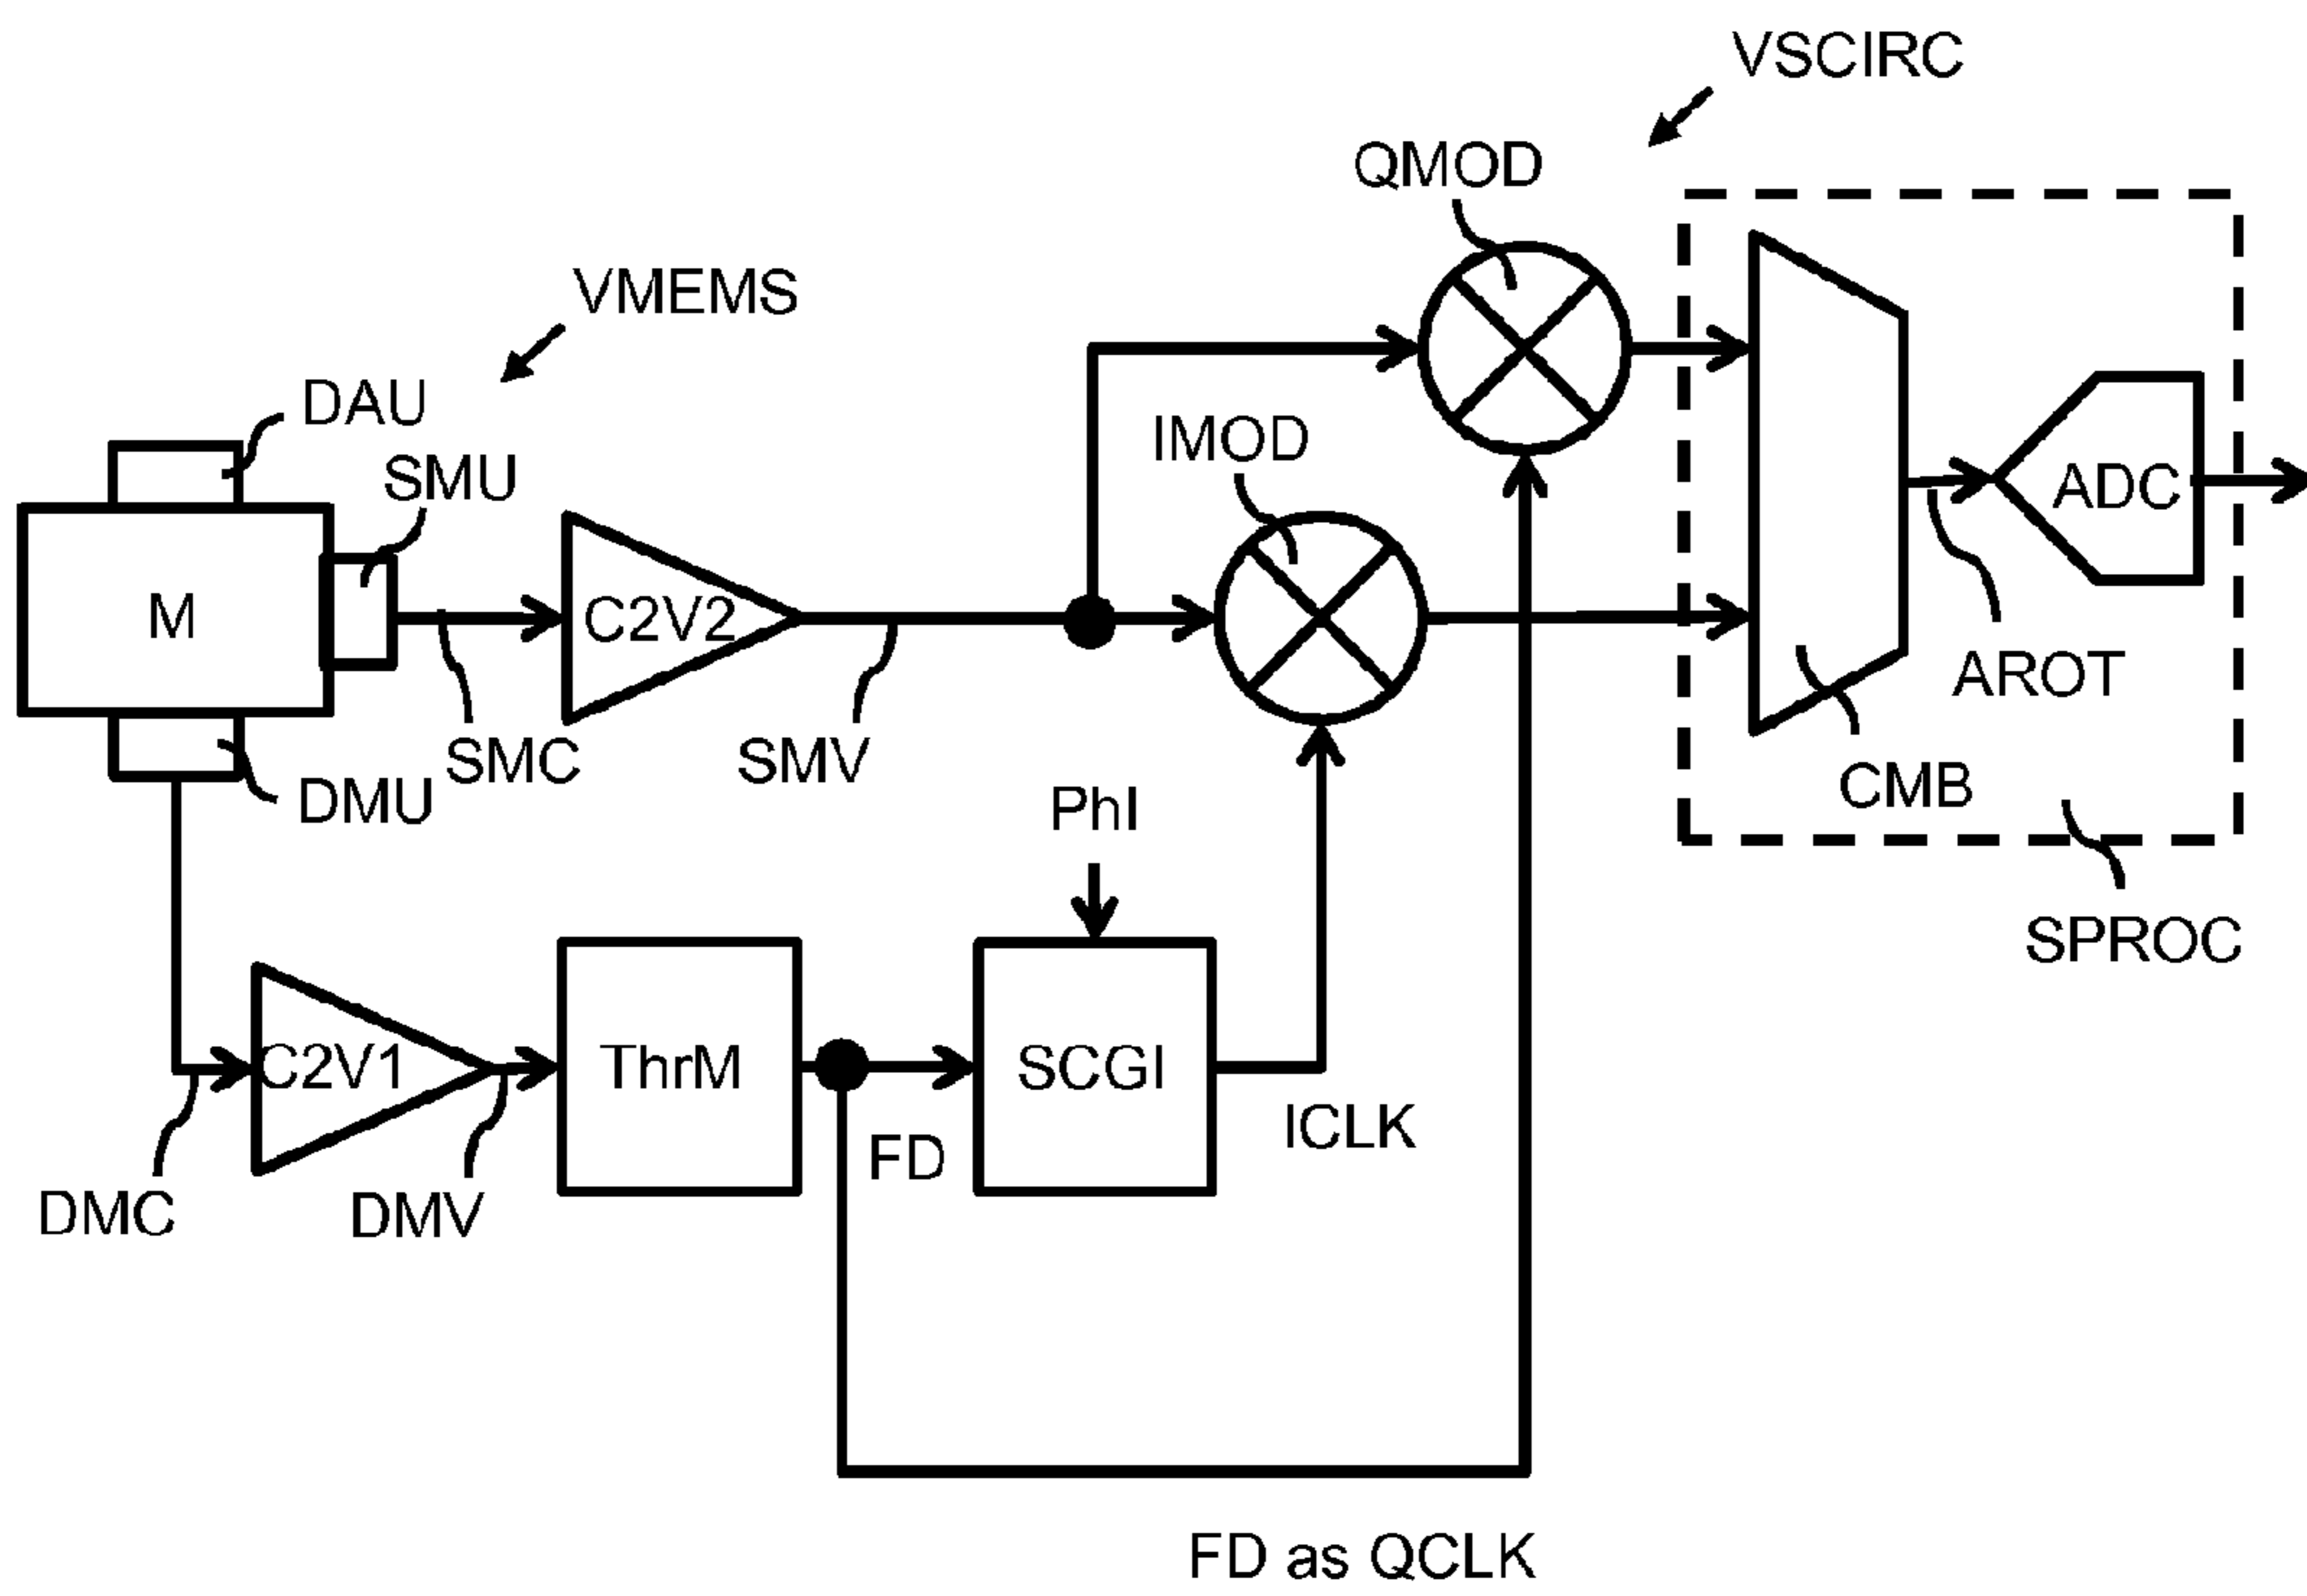 VSCIRC
QMOD
VMEMS
DAU
IMOD
SMU
ADC
M
C2V2
AROT
SMC
SMV
CMB
DMU
PhI
SPROC
C2V1
ThrM
SCGI
ICLK
FD
DMC
DMV
FD as QCLK